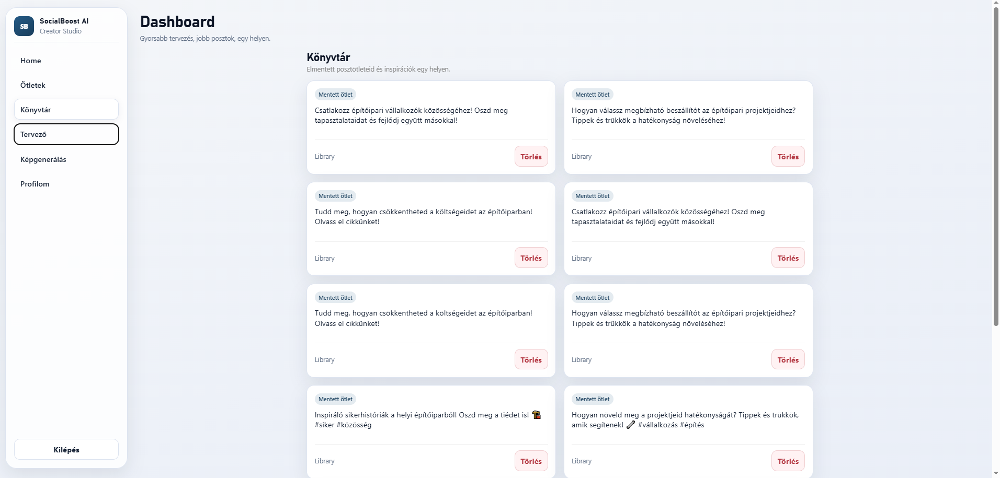 SB
SocialBoost AI
Creator Studio
Home
Ötletek
Könyvtár
Tervező
Képgenerálás
Profilom
Kilépés
Dashboard
Gyorsabb tervezés, jobb posztok, egy helyen.
Könyvtár
Elmentett posztötleteid és inspirációk egy helyen.
Mentett ötlet
Csatlakozz építőipari vállalkozók közösségéhez! Oszd meg
tapasztalataidat és fejlődj együtt másokkal!
Library
Törlés
Mentett ötlet
Hogyan válassz megbízható beszállítót az építőipari projektjeidhez?
Tippek és trükkök a hatékonyság növeléséhez!
Library
Törlés
Mentett ötlet
Tudd meg, hogyan csökkentheted a költségeidet az építőiparban!
Olvass el cikkünket!
Library
Törlés
Mentett ötlet
Csatlakozz építőipari vállalkozók közösségéhez! Oszd meg
tapasztalataidat és fejlődj együtt másokkal!
Library
Törlés
Mentett ötlet
Tudd meg, hogyan csökkentheted a költségeidet az építőiparban!
Olvass el cikkünket!
Library
Törlés
Mentett ötlet
Hogyan válassz megbízható beszállítót az építőipari projektjeidhez?
Tippek és trükkök a hatékonyság növeléséhez!
Library
Törlés
Mentett ötlet
Inspiráló sikerhistóriák a helyi építőiparból! Oszd meg a tiédet is! 🏗️
#siker #közösség
Library
Törlés
Mentett ötlet
Hogyan növeld meg a projektjeid hatékonyságát? Tippek és trükkök,
amik segítenek! 🔧 #vállalkozás #építés
Library
Törlés